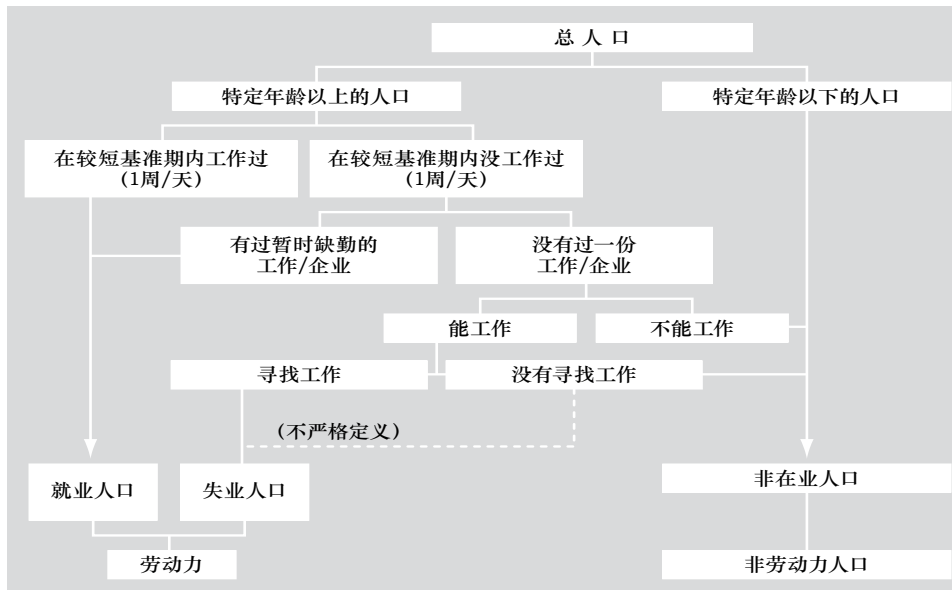 总 人 口
特定年龄以上的人口
特定年龄以下的人口
在较短基准期内工作过
(1周/天)
在较短基准期内没工作过
(1周/天)
有过暂时缺勤的
工作/企业
没有过一份
工作/企业
能工作
不能工作
寻找工作
没有寻找工作
(不严格定义)
就业人口
失业人口
非在业人口
劳动力
非劳动力人口